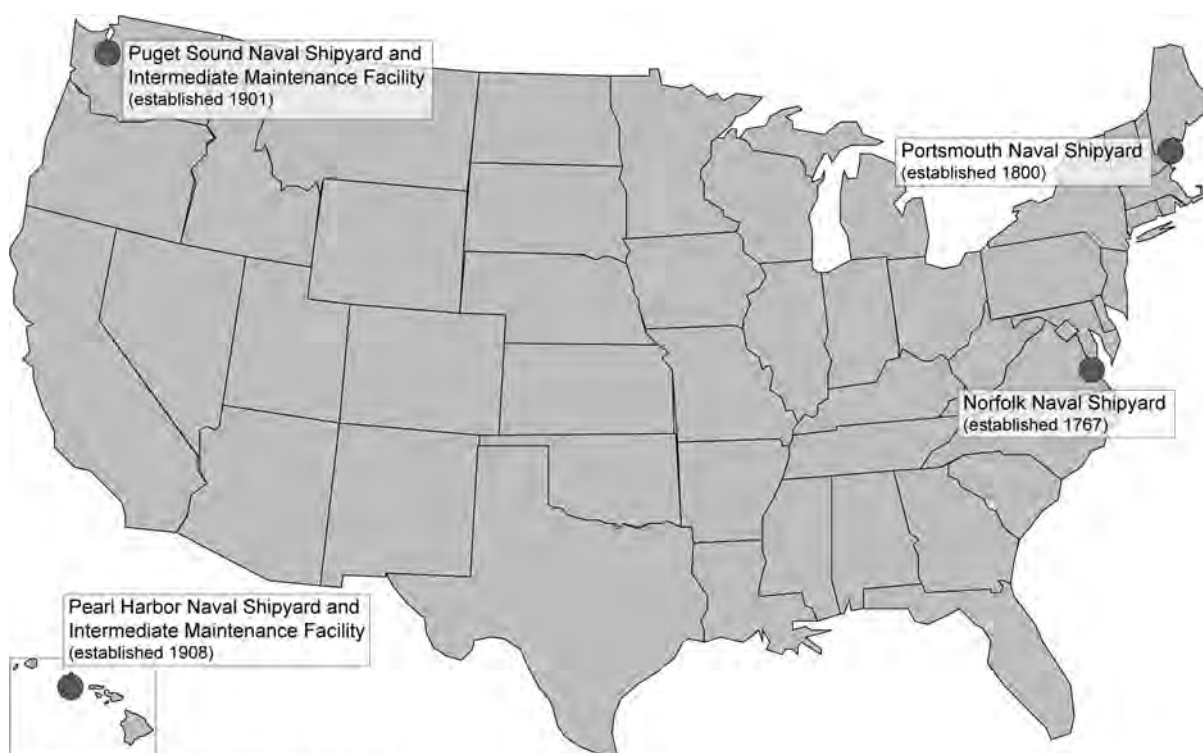 Puget Sound Naval Shipyard and
Intermediate Maintenance Facility
(established 1901)
Portsmouth Naval Shipyard
(established 1800)
Norfolk Naval Shipyard
(established 1767)
Pearl Harbor Naval Shipyard and
Intermediate Maintenance Facility
(established 1908)